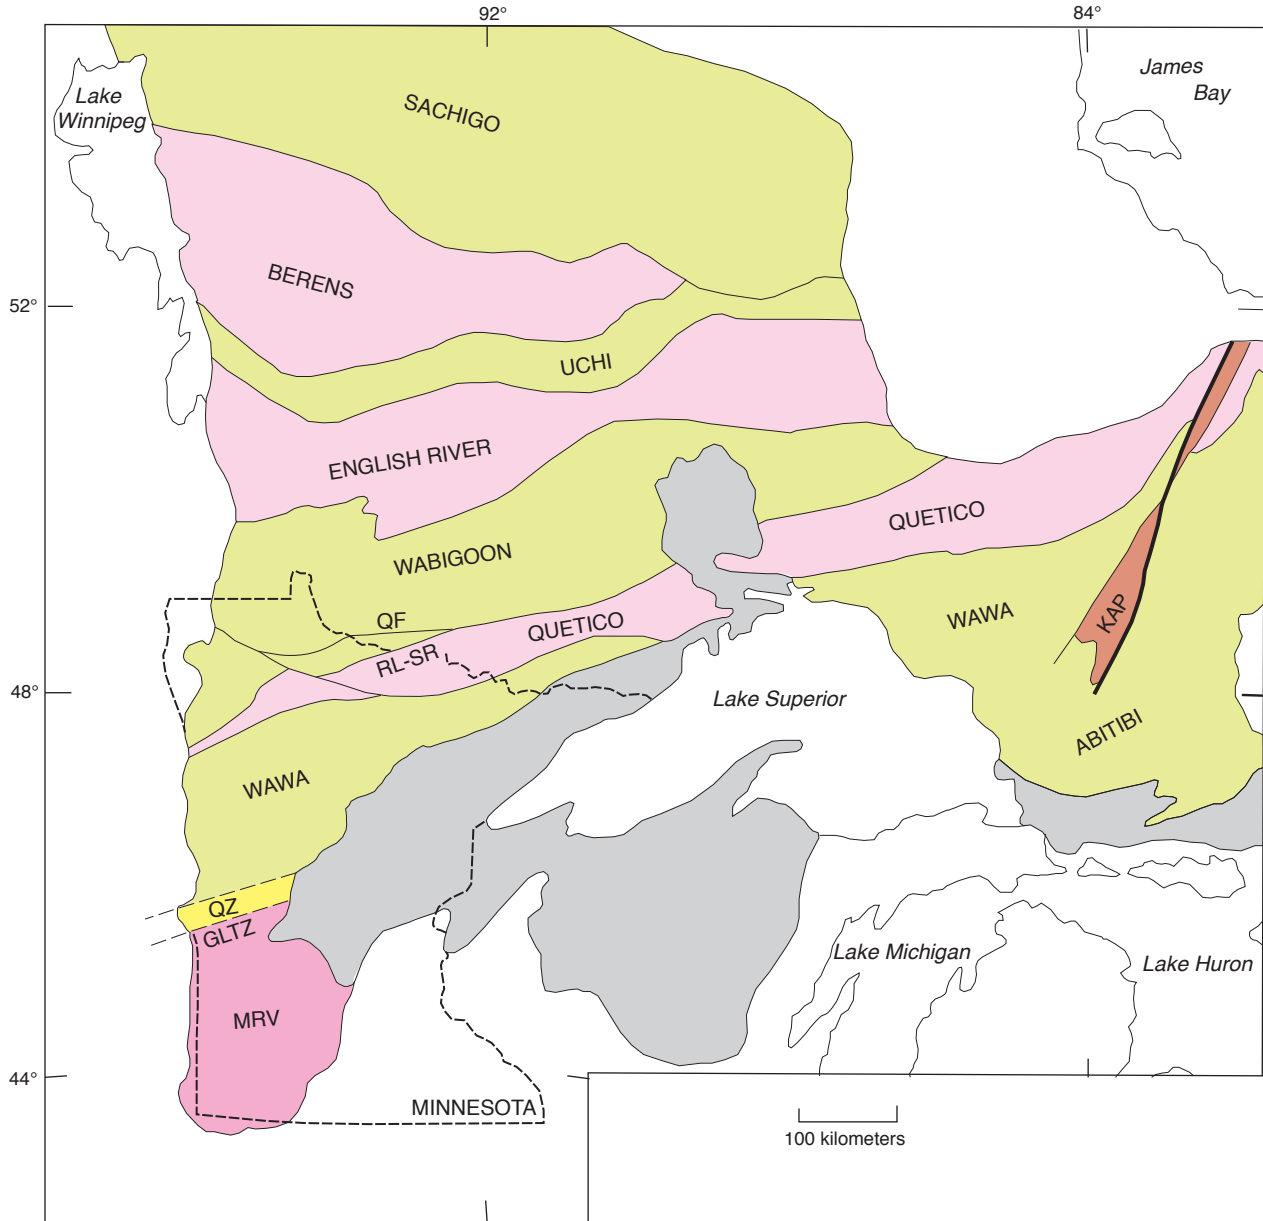 92°
84°
Lake
Winnipeg
James
Bay
SACHIGO
BERENS
52°
UCHI
ENGLISH RIVER
QUETICO
WABIGOON
QF
QUETICO
WAWA
KAP
RL-SR
48°
Lake Superior
ABITIBI
WAWA
QZ
GLTZ
Lake Michigan
Lake Huron
MRV
44°
MINNESOTA
100 kilometers